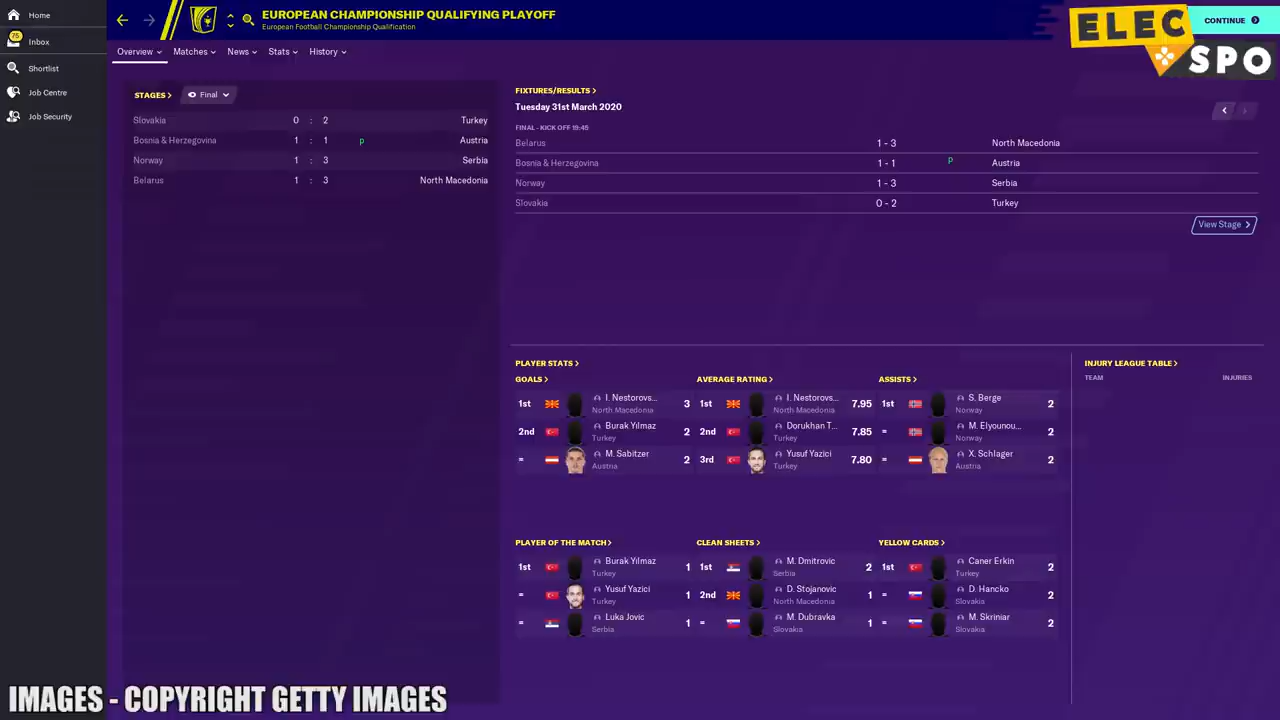 Home
75
Inbox
Shortlist
Job Centre
Job Security
EUROPEAN CHAMPIONSHIP QUALIFYING PLAYOFF
European Football Championship Qualification
ELEC
SPO
CONTINUE
Overview
Matches
News
Stats
History
STAGES >
Final
Slovakia 0 : 2 Turkey
Bosnia & Herzegovina 1 : 1 p Austria
Norway 1 : 3 Serbia
Belarus 1 : 3 North Macedonia
FIXTURES/RESULTS >
Tuesday 31st March 2020
FINAL - KICK OFF 19:45
Belarus 1 - 3 North Macedonia
Bosnia & Herzegovina 1 - 1 P Austria
Norway 1 - 3 Serbia
Slovakia 0 - 2 Turkey
View Stage >
PLAYER STATS >
GOALS >
1st I. Nestorovs... 3
North Macedonia
2nd Burak Yılmaz 2
Turkey
= M. Sabitzer 2
Austria
AVERAGE RATING >
1st I. Nestorovs... 7.95
North Macedonia
2nd Dorukhan T... 7.85
Turkey
3rd Yusuf Yazici 7.80
Turkey
ASSISTS >
1st S. Berge 2
Norway
= M. Elyounou... 2
Norway
= X. Schlager 2
Austria
INJURY LEAGUE TABLE >
TEAM INJURIES
PLAYER OF THE MATCH >
1st Burak Yılmaz 1
Turkey
= Yusuf Yazici 1
Turkey
= Luka Jovic 1
Serbia
CLEAN SHEETS >
1st M. Dmitrovic 2
Serbia
2nd D. Stojanovic 1
North Macedonia
= M. Dubravka 1
Slovakia
YELLOW CARDS >
1st Caner Erkin 2
Turkey
= D. Hancko 2
Slovakia
= M. Skriniar 2
Slovakia
IMAGES - COPYRIGHT GETTY IMAGES